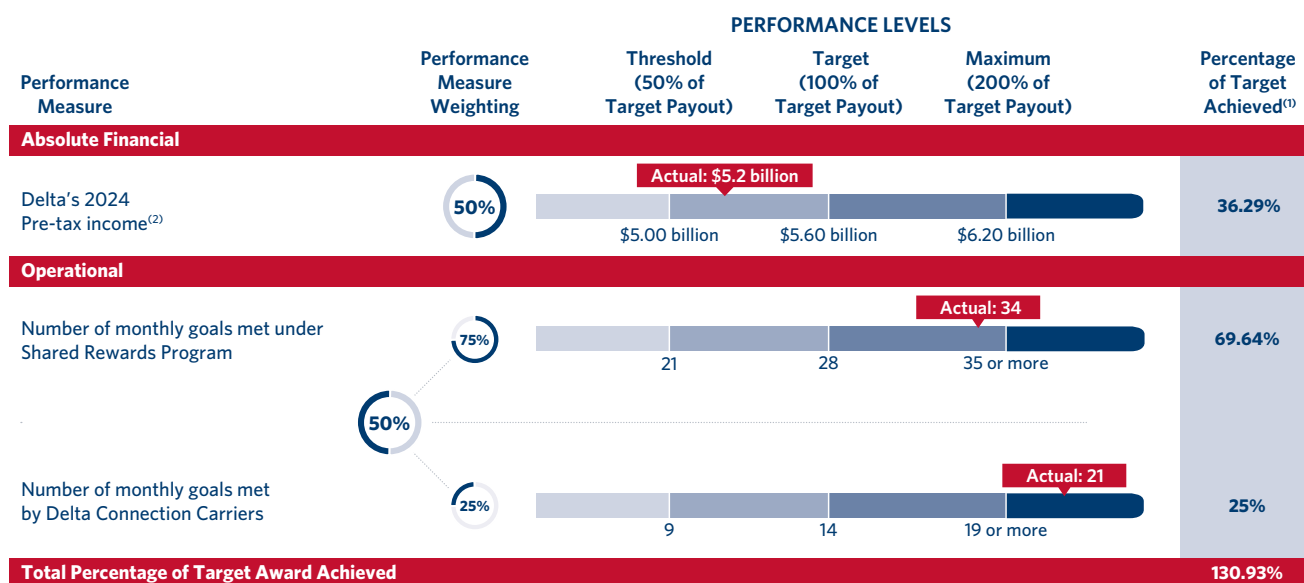 PERFORMANCE LEVELS
Performance
Measure
Performance
Measure
Weighting
Threshold
(50% of
Target Payout)
Target
(100% of
Target Payout)
Maximum
(200% of
Target Payout)
Percentage
of Target
Achieved(1)
Absolute Financial
Delta's 2024
Pre-tax income(2)
50%
Actual: $5.2 billion
$5.00 billion
$5.60 billion
$6.20 billion
36.29%
Operational
Number of monthly goals met under
Shared Rewards Program
75%
Actual: 34
21
28
35 or more
69.64%
50%
Number of monthly goals met
by Delta Connection Carriers
25%
Actual: 21
9
14
19 or more
25%
Total Percentage of Target Award Achieved
130.93%